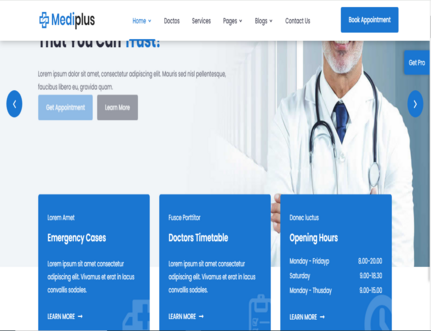 Mediplus
Home Doctos Services Pages Blogs Contact Us
Book Appointment
That You Can Trust!
Get Pro
Lorem ipsum dolor sit amet, consectetur adipiscing elit. Mauris sed nisl pellentesque,
faucibus libero eu, gravida quam.
Get Appointment
Learn More
Lorem Amet
Emergency Cases
Lorem ipsum sit amet consectetur
adipiscing elit. Vivamus et erat in lacus
convallis sodales.
LEARN MORE →
Fusce Porttitor
Doctors Timetable
Lorem ipsum sit amet consectetur
adipiscing elit. Vivamus et erat in lacus
convallis sodales.
LEARN MORE →
Donec luctus
Opening Hours
Monday - Fridayp 8.00-20.00
Saturday 9.00-18.30
Monday - Thusday 9.00-15.00
LEARN MORE →